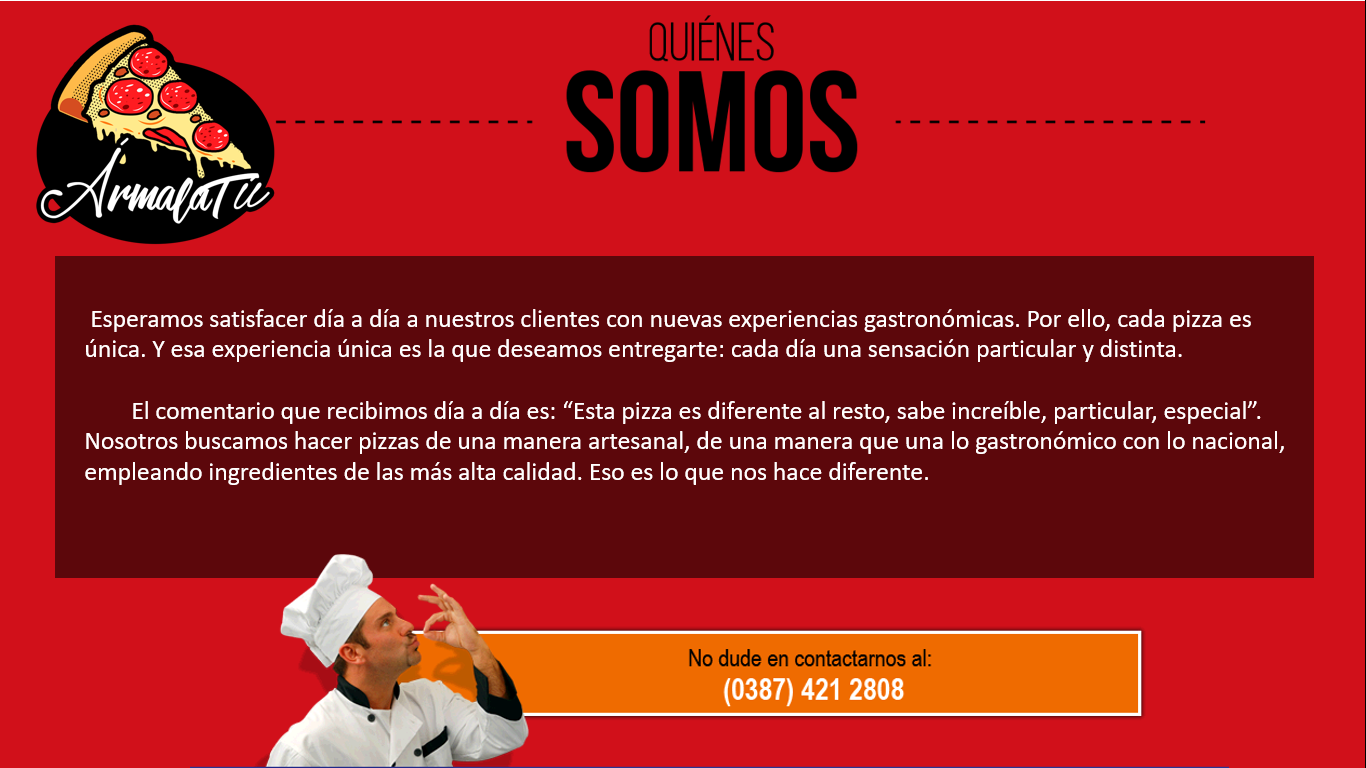 QUIÉNES
SOMOS
ÁrmalaTú
Esperamos satisfacer día a día a nuestros clientes con nuevas experiencias gastronómicas. Por ello, cada pizza es
única. Y esa experiencia única es la que deseamos entregarte: cada día una sensación particular y distinta.
El comentario que recibimos día a día es: “Esta pizza es diferente al resto, sabe increíble, particular, especial”.
Nosotros buscamos hacer pizzas de una manera artesanal, de una manera que una lo gastronómico con lo nacional,
empleando ingredientes de las más alta calidad. Eso es lo que nos hace diferente.
No dude en contactarnos al:
(0387) 421 2808